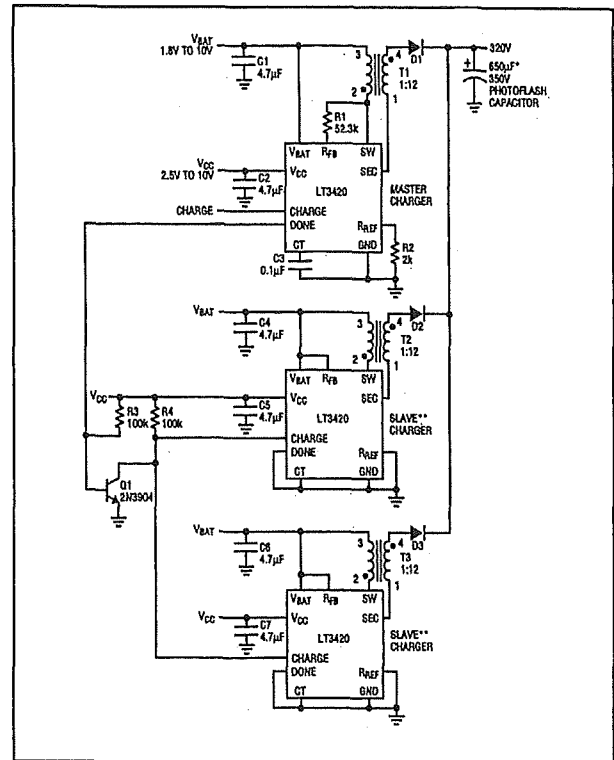 VBAT
1.8V TO 10V
C1
4.7µF
3
2
4
1
D1
T1
1:12
320V
+
650µF*
350V
PHOTOFLASH
CAPACITOR
R1
52.3k
VBAT
RFB
SW
VCC
2.5V TO 10V
C2
4.7µF
VCC
SEC
LT3420
MASTER
CHARGER
CHARGE
CHARGE
DONE
RREF
CT
GND
R2
2k
C3
0.1µF
VBAT
C4
4.7µF
3
2
4
1
D2
T2
1:12
VBAT
RFB
SW
VCC
R3
100k
R4
100k
C5
4.7µF
VCC
SEC
LT3420
SLAVE**
CHARGER
CHARGE
DONE
RREF
CT
GND
Q1
2N3904
VBAT
C6
4.7µF
3
2
4
1
D3
T3
1:12
VBAT
RFB
SW
VCC
C7
4.7µF
VCC
SEC
LT3420
SLAVE**
CHARGER
CHARGE
DONE
RREF
CT
GND